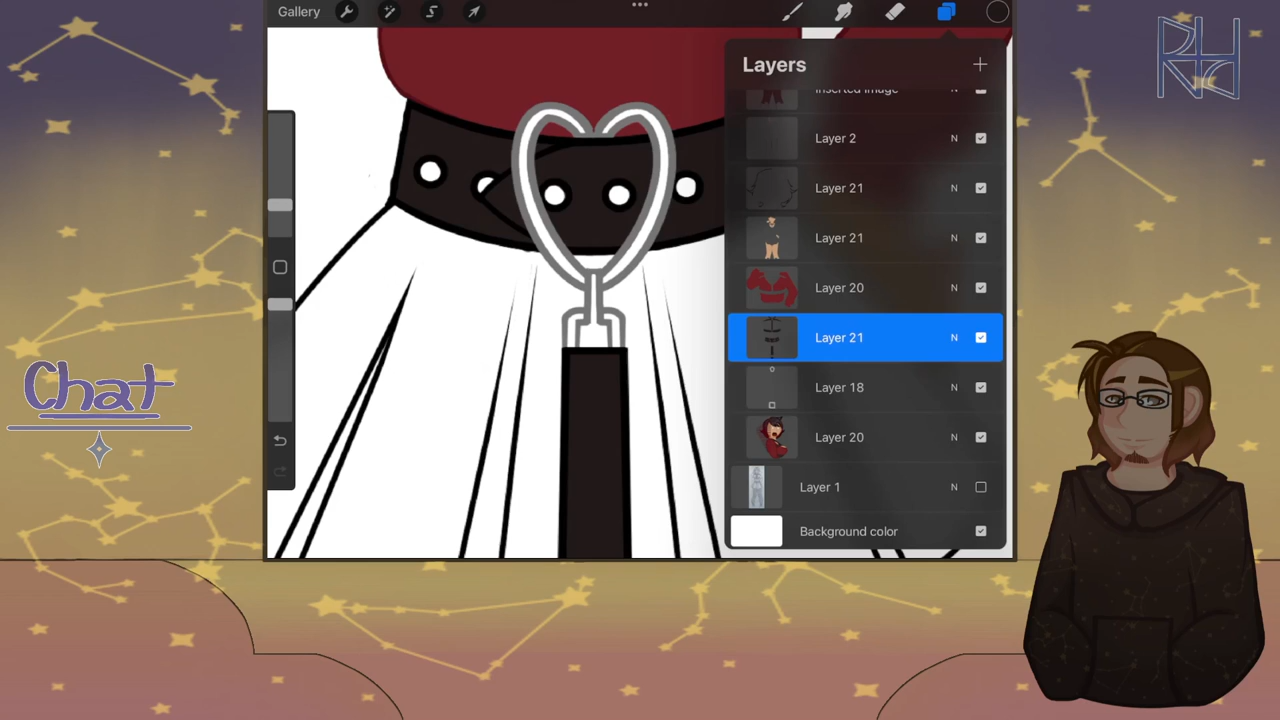 Gallery
Layers
Inserted Image N
Layer 2 N
Layer 21 N
Layer 21 N
Layer 20 N
Layer 21 N
Layer 18 N
Layer 20 N
Layer 1 N
Background color
Chat